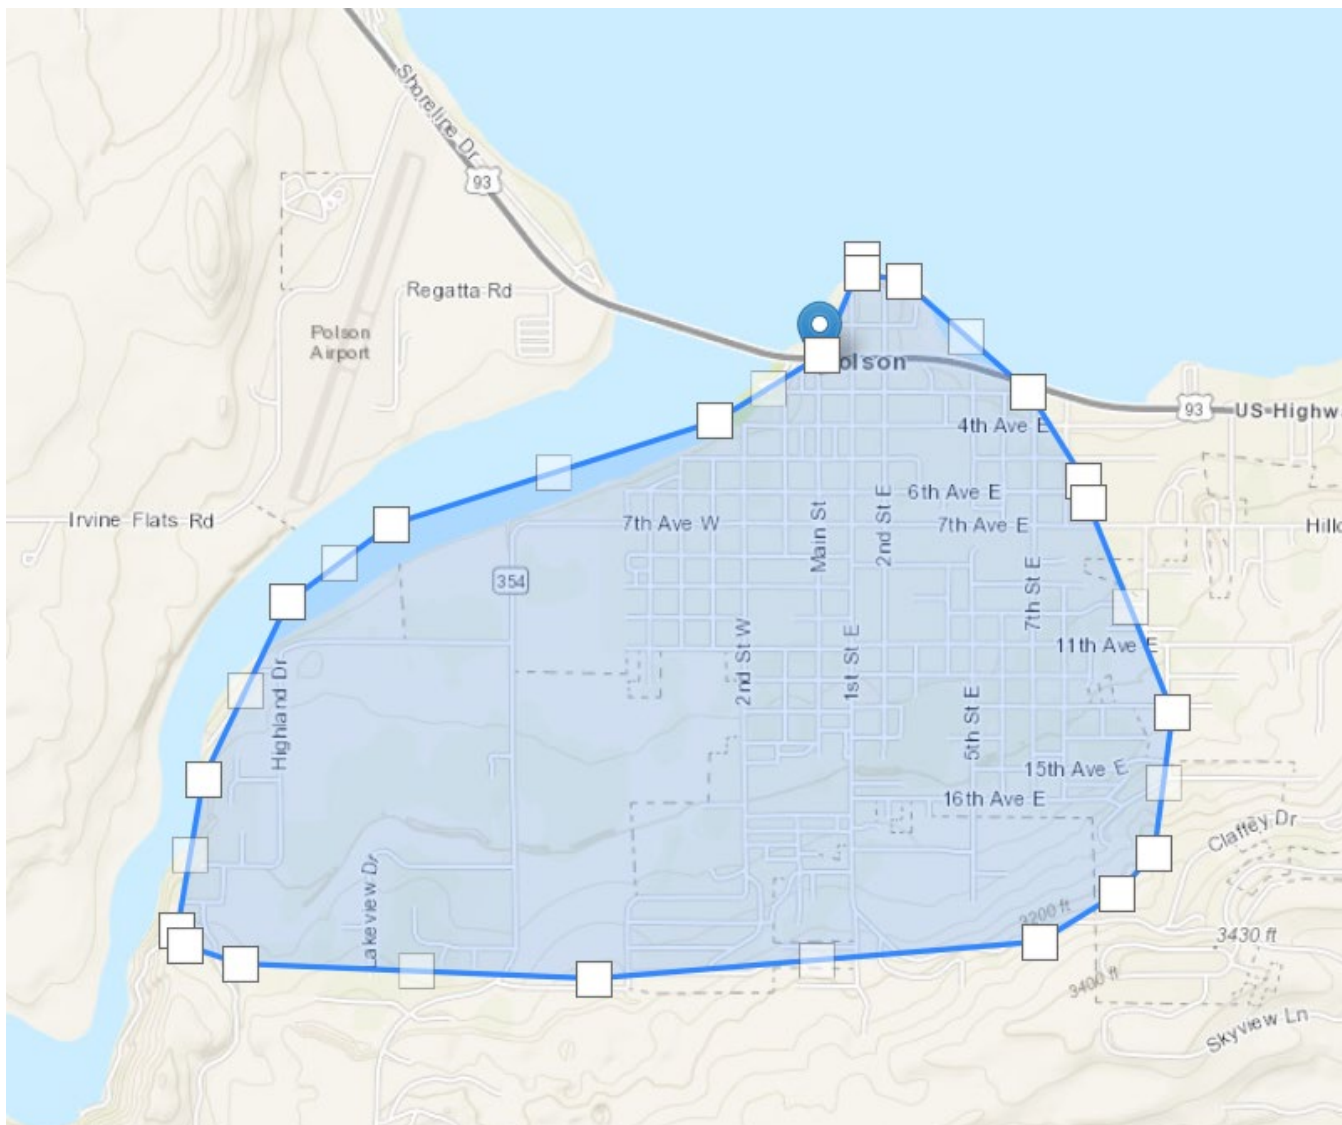 Shoreline Dr
93
Regatta Rd
Polson
Airport
olson
93
US-Highw
4th Ave E
6th Ave E
Irvine Flats Rd
7th Ave W
7th Ave E
Hillc
Main St
2nd St E
354
7th St E
11th Ave E
2nd St W
1st St E
Highland Dr
5th St E
15th Ave E
16th Ave E
Claffey Dr
Lakeview Dr
3200 ft
3430 ft
3400 ft
Skyview Ln